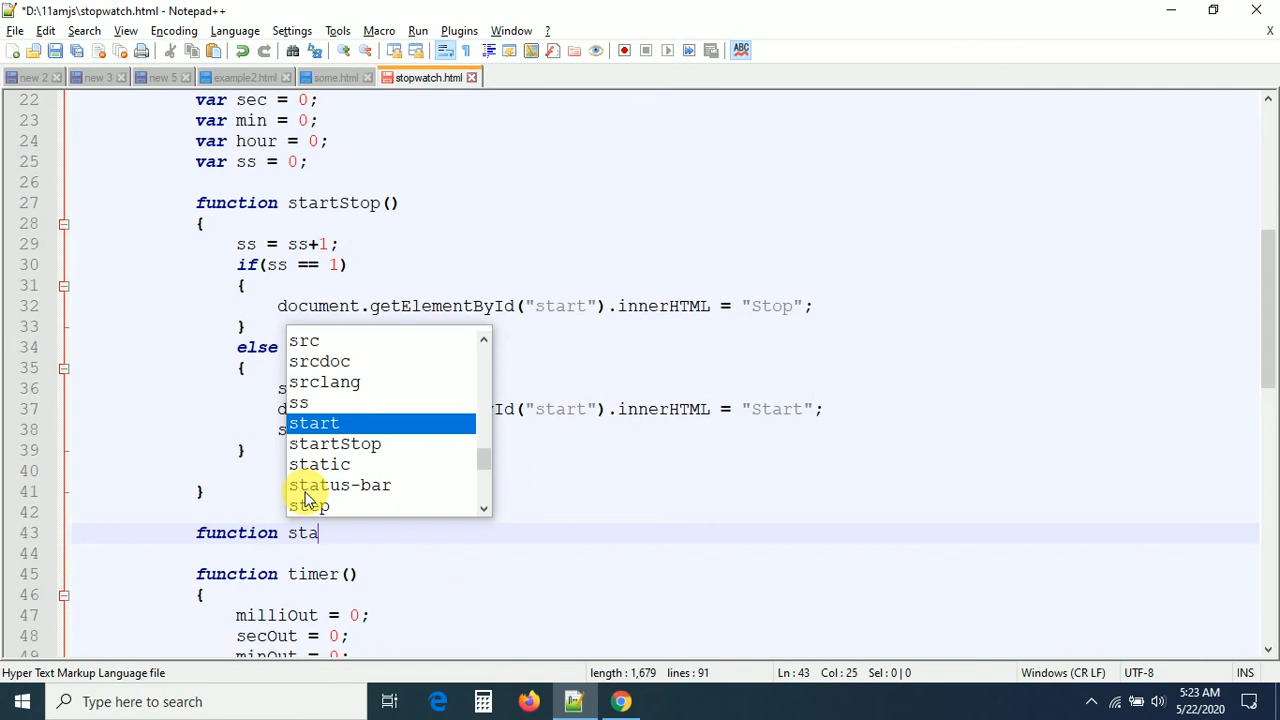 *D:\11amjs\stopwatch.html - Notepad++
File Edit Search View Encoding Language Settings Tools Macro Run Plugins Window ? X
ABC
new 2 new 3 new 5 example2.html some.html stopwatch.html
22 var sec = 0;
23 var min = 0;
24 var hour = 0;
25 var ss = 0;
26
27 function startStop()
28 {
29 ss = ss+1;
30 if(ss == 1)
31 {
32 document.getElementById("start").innerHTML = "Stop";
33 }
34 else
35 {
36 s
37 d Id("start").innerHTML = "Start";
38 s
39 }
40
41 }
42
43 function sta
44
45 function timer()
46 {
47 milliOut = 0;
48 secOut = 0;
49 minOut = 0;
src
srcdoc
srclang
ss
start
startStop
static
status-bar
step
Hyper Text Markup Language file length : 1,679 lines : 91 Ln : 43 Col : 25 Sel : 0 | 0 Windows (CR LF) UTF-8 INS
Type here to search
5:23 AM
5/22/2020